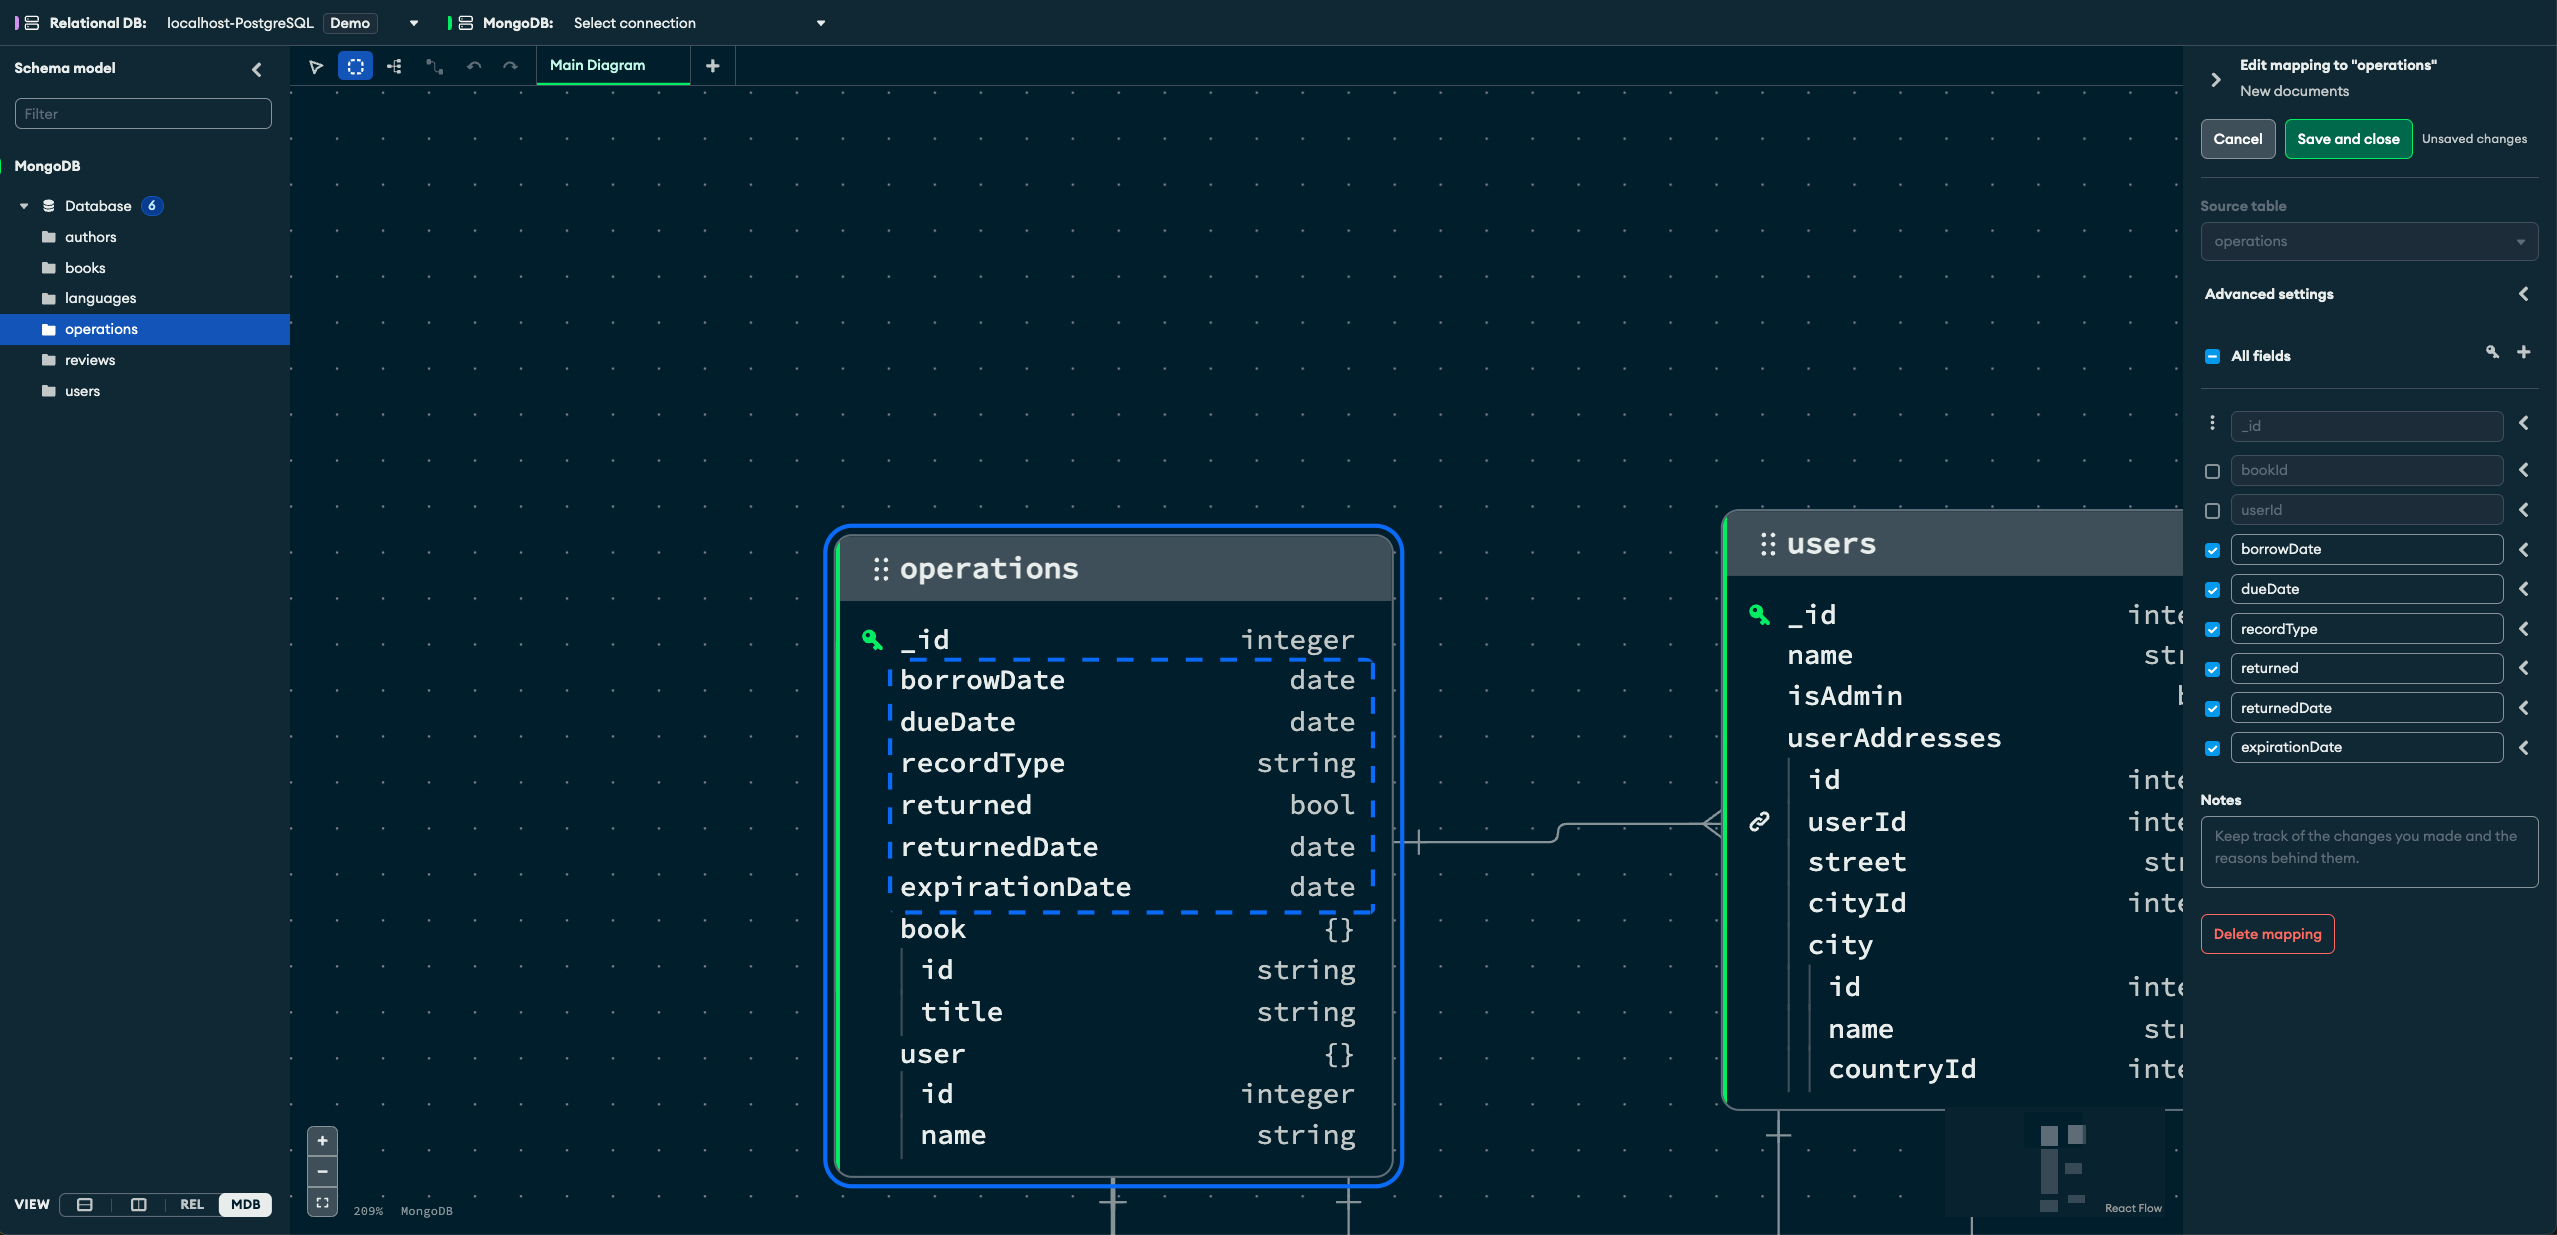 Relational DB: localhost-PostgreSQL Demo MongoDB: Select connection
Schema model
Filter
MongoDB
Database 6
authors
books
languages
operations
reviews
users
VIEW REL MDB
Main Diagram
operations
_id integer
borrowDate date
dueDate date
recordType string
returned bool
returnedDate date
expirationDate date
book {}
id string
title string
user {}
id integer
name string
users
_id inte
name str
isAdmin b
userAddresses
id inte
userId inte
street str
cityId inte
city
id inte
name str
countryId inte
209% MongoDB
React Flow
Edit mapping to "operations"
New documents
Cancel Save and close Unsaved changes
Source table
operations
Advanced settings
All fields
_id
bookId
userId
borrowDate
dueDate
recordType
returned
returnedDate
expirationDate
Notes
Keep track of the changes you made and the
reasons behind them.
Delete mapping